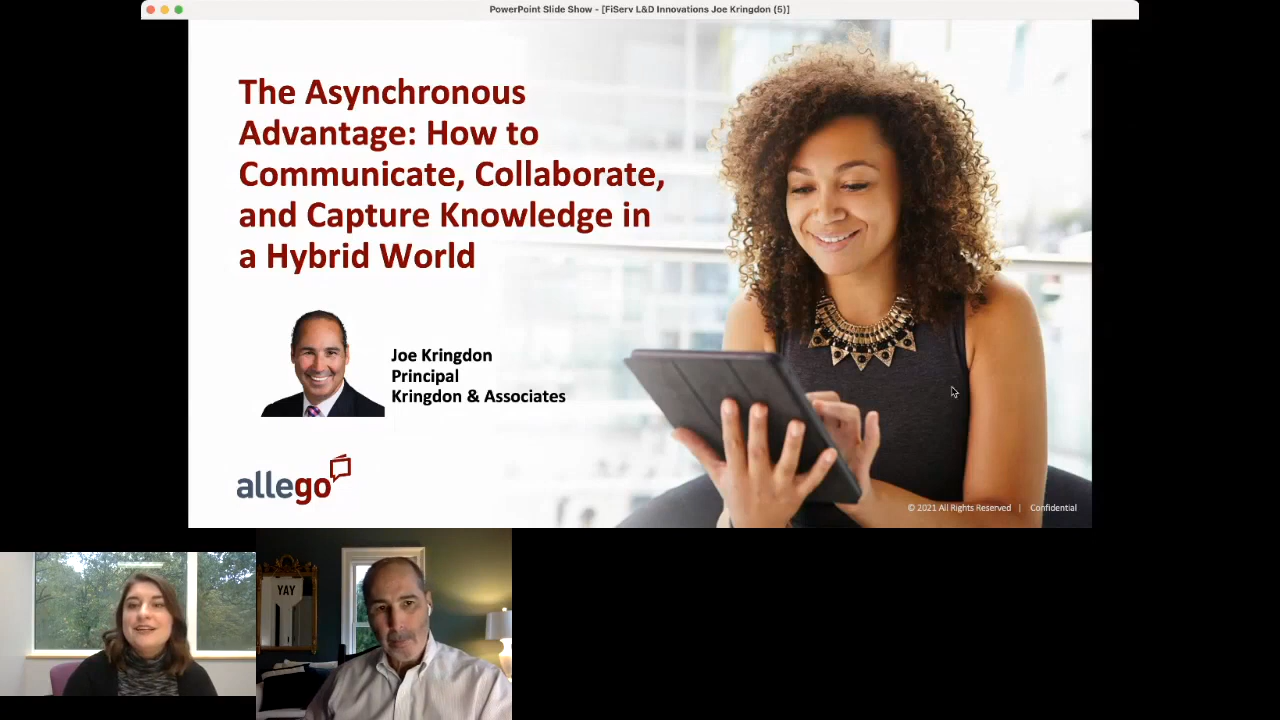 PowerPoint Slide Show - [FiServ L&D Innovations Joe Kringdon (5)]
The Asynchronous
Advantage: How to
Communicate, Collaborate,
and Capture Knowledge in
a Hybrid World
Joe Kringdon
Principal
Kringdon & Associates
allego
© 2021 All Rights Reserved | Confidential
YAY